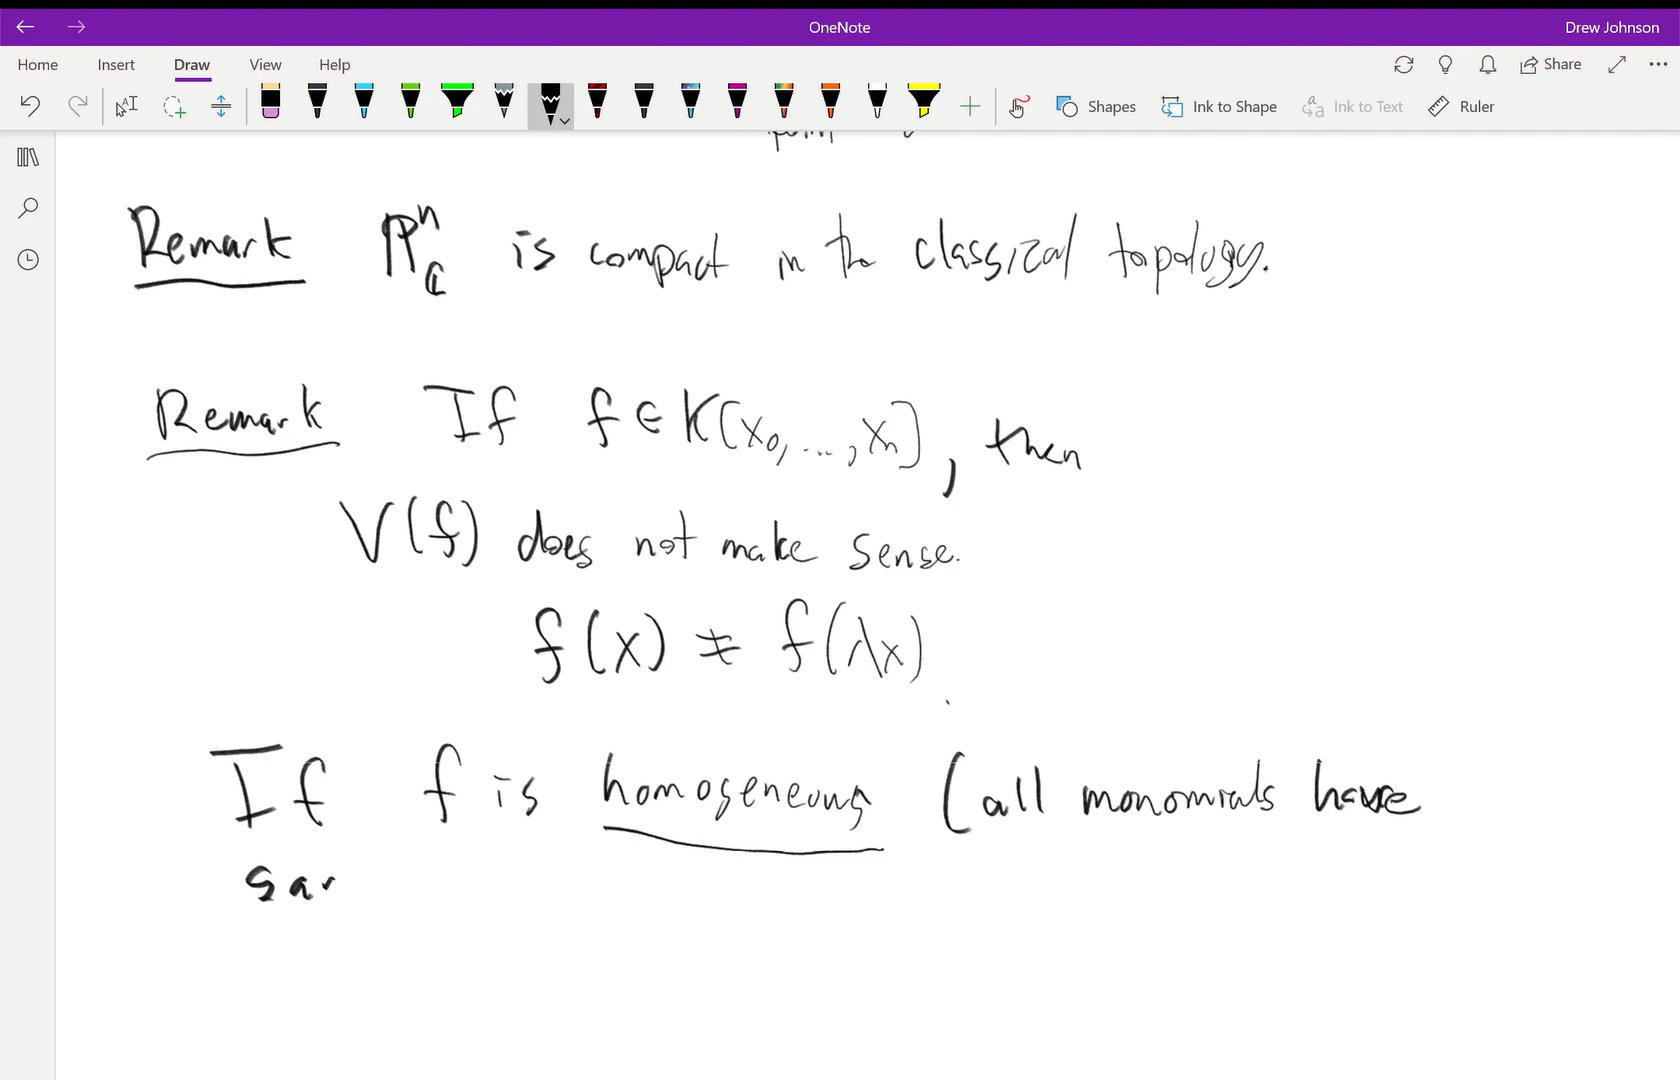 OneNote
Drew Johnson
Home Insert Draw View Help
Share
Shapes Ink to Shape Ink to Text Ruler
point
Remark ℙⁿ_ℂ is compact in the classical topology.
Remark If f ∈ K[x₀, ..., xₙ], then
V(f) does not make sense.
f(x) ≠ f(λx)
If f is homogeneous (all monomials have
sam